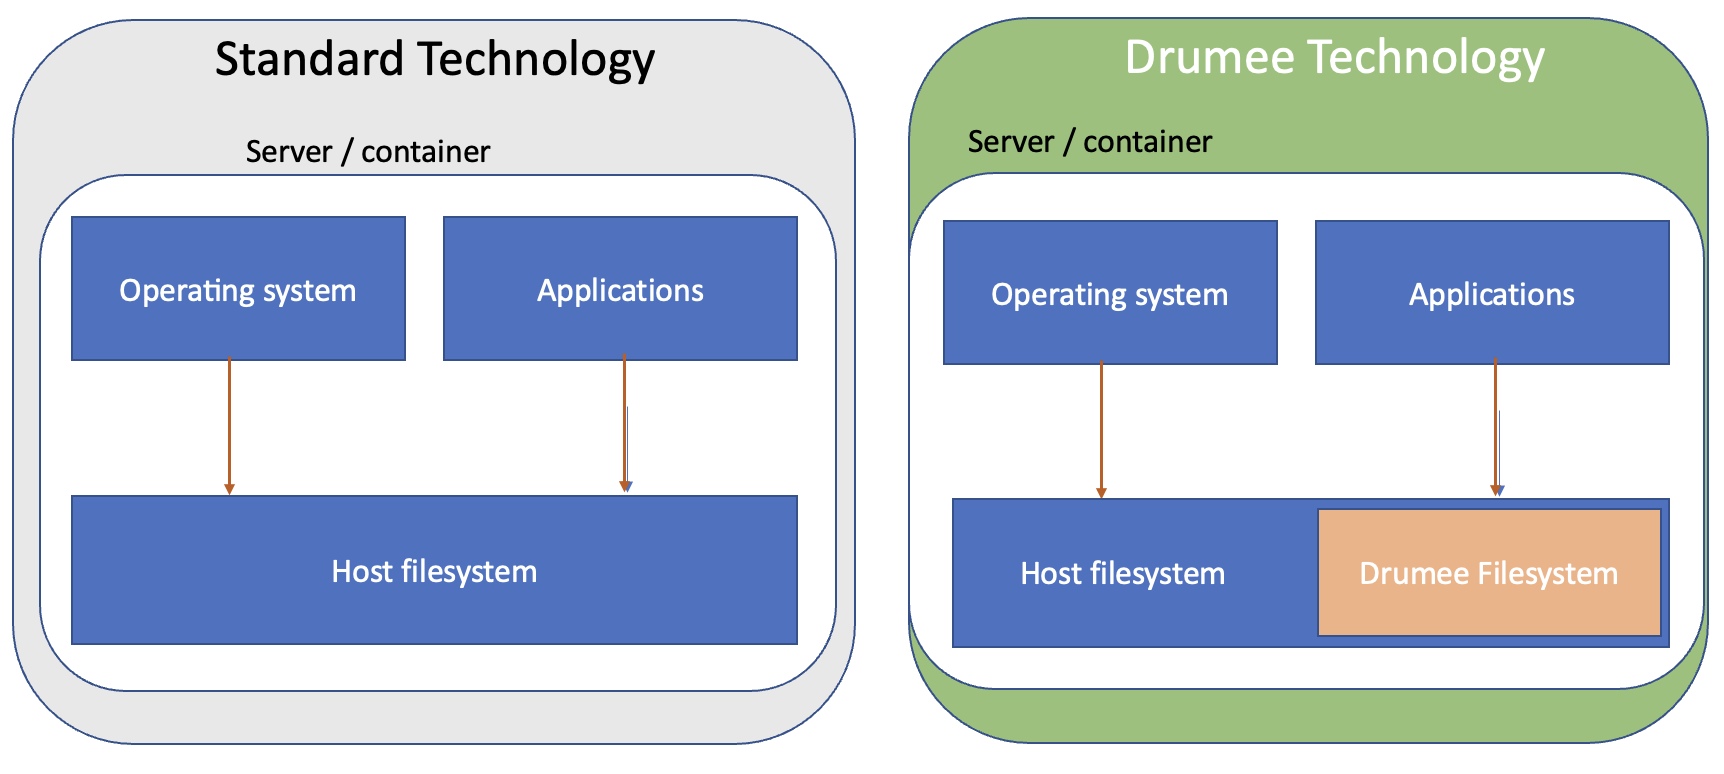 Standard Technology
Server / container
Operating system
Applications
Host filesystem
Drumee Technology
Server / container
Operating system
Applications
Host filesystem
Drumee Filesystem